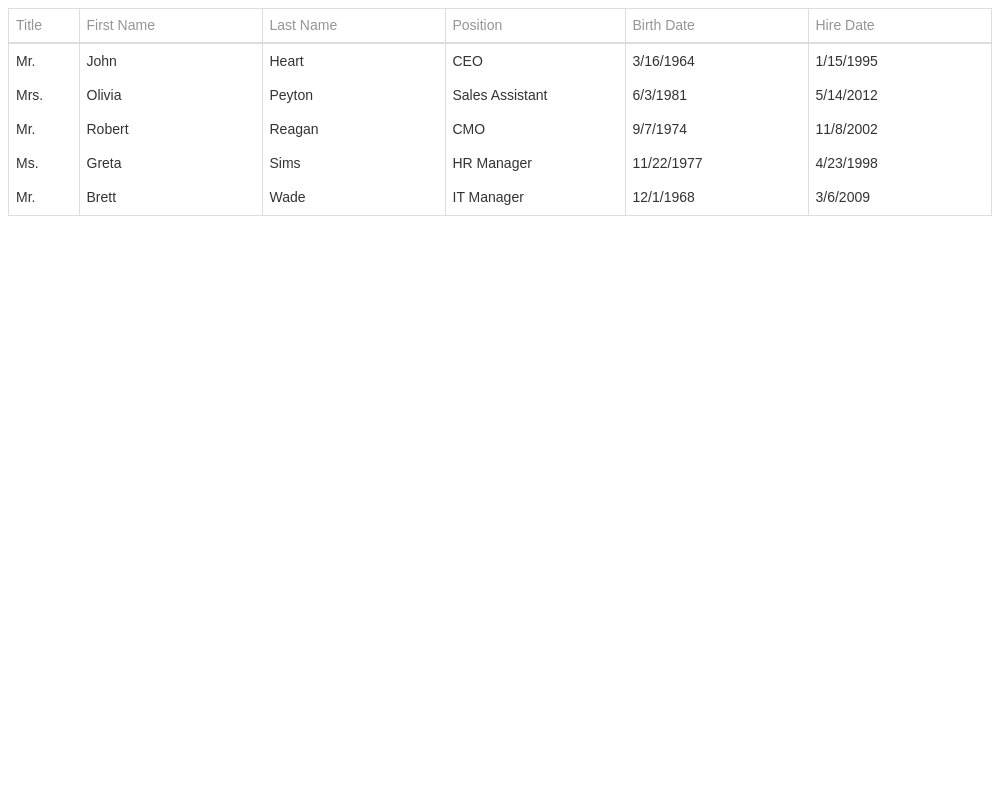 Title First Name Last Name Position Birth Date Hire Date
Mr. John Heart CEO 3/16/1964 1/15/1995
Mrs. Olivia Peyton Sales Assistant 6/3/1981 5/14/2012
Mr. Robert Reagan CMO 9/7/1974 11/8/2002
Ms. Greta Sims HR Manager 11/22/1977 4/23/1998
Mr. Brett Wade IT Manager 12/1/1968 3/6/2009